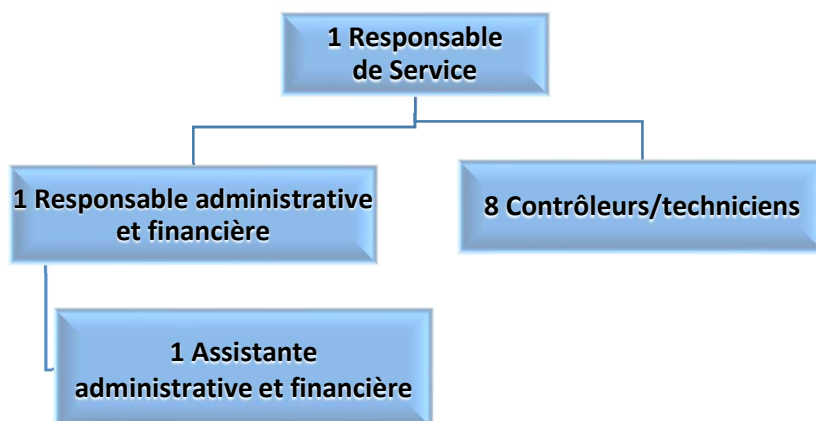 1 Responsable
de Service
1 Responsable administrative
et financière
8 Contrôleurs/techniciens
1 Assistante
administrative et financière